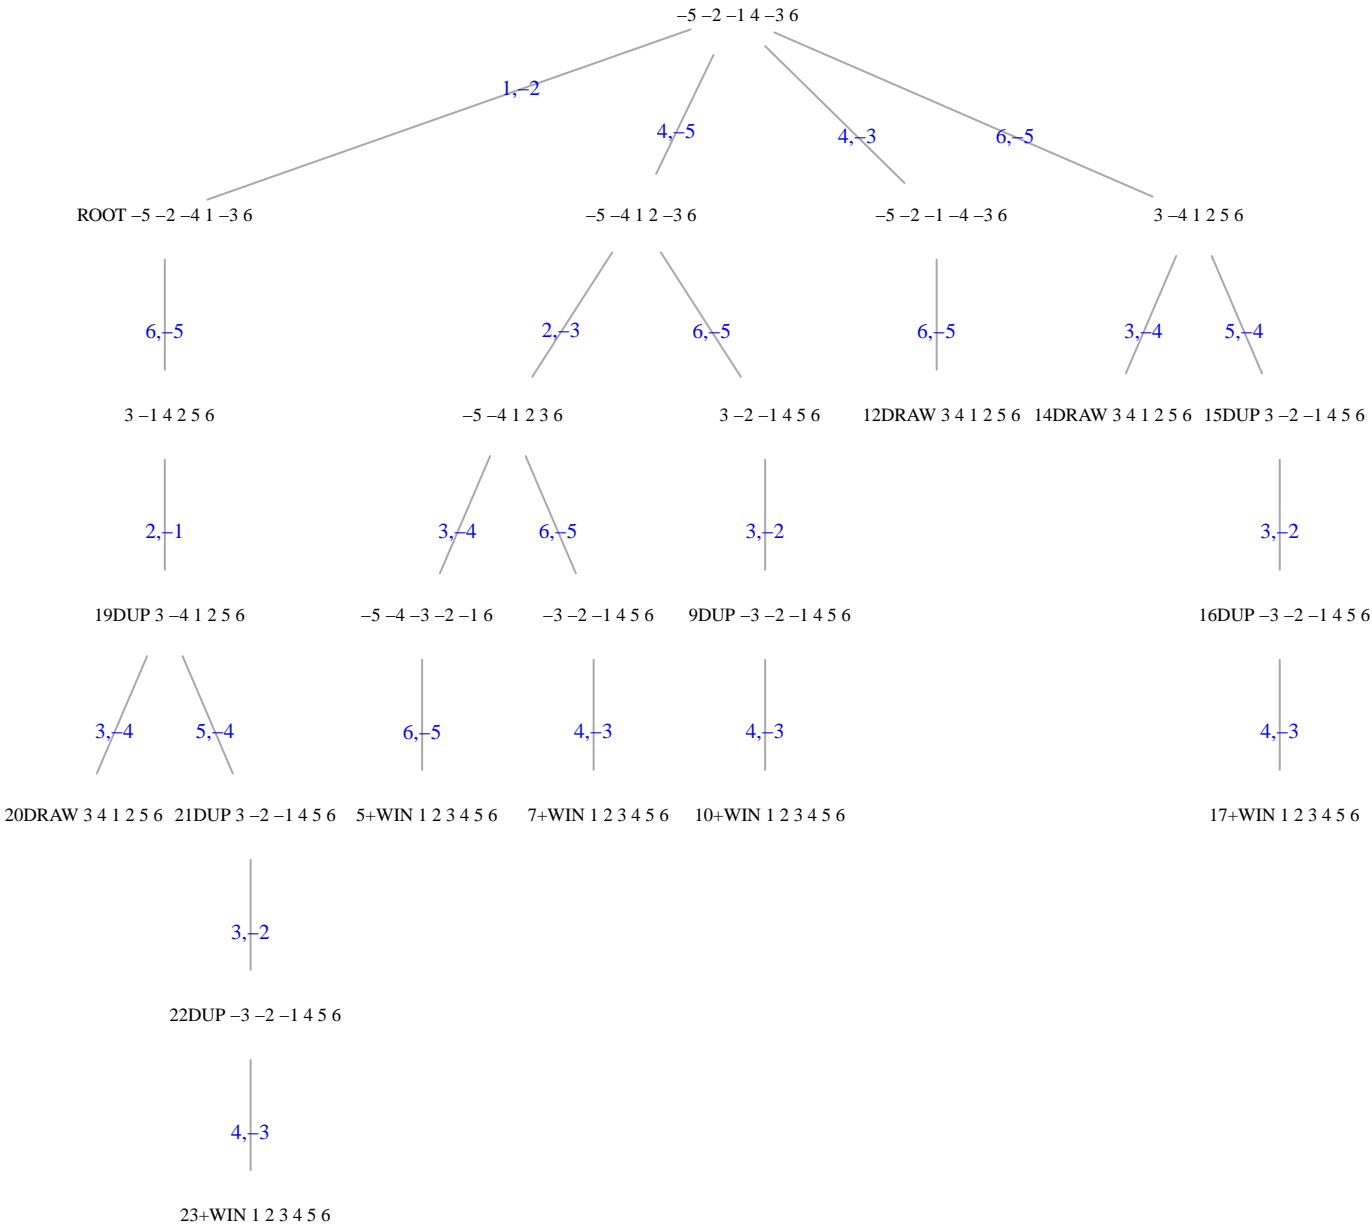 –5 –2 –1 4 –3 6
1,–2
4,–5
4,–3
6,–5
ROOT –5 –2 –4 1 –3 6
–5 –4 1 2 –3 6
–5 –2 –1 –4 –3 6
3 –4 1 2 5 6
6,–5
2,–3
6,–5
6,–5
3,–4
5,–4
3 –1 4 2 5 6
–5 –4 1 2 3 6
3 –2 –1 4 5 6
12DRAW 3 4 1 2 5 6
14DRAW 3 4 1 2 5 6
15DUP 3 –2 –1 4 5 6
2,–1
3,–4
6,–5
3,–2
3,–2
19DUP 3 –4 1 2 5 6
–5 –4 –3 –2 –1 6
–3 –2 –1 4 5 6
9DUP –3 –2 –1 4 5 6
16DUP –3 –2 –1 4 5 6
3,–4
5,–4
6,–5
4,–3
4,–3
4,–3
20DRAW 3 4 1 2 5 6
21DUP 3 –2 –1 4 5 6
5+WIN 1 2 3 4 5 6
7+WIN 1 2 3 4 5 6
10+WIN 1 2 3 4 5 6
17+WIN 1 2 3 4 5 6
3,–2
22DUP –3 –2 –1 4 5 6
4,–3
23+WIN 1 2 3 4 5 6